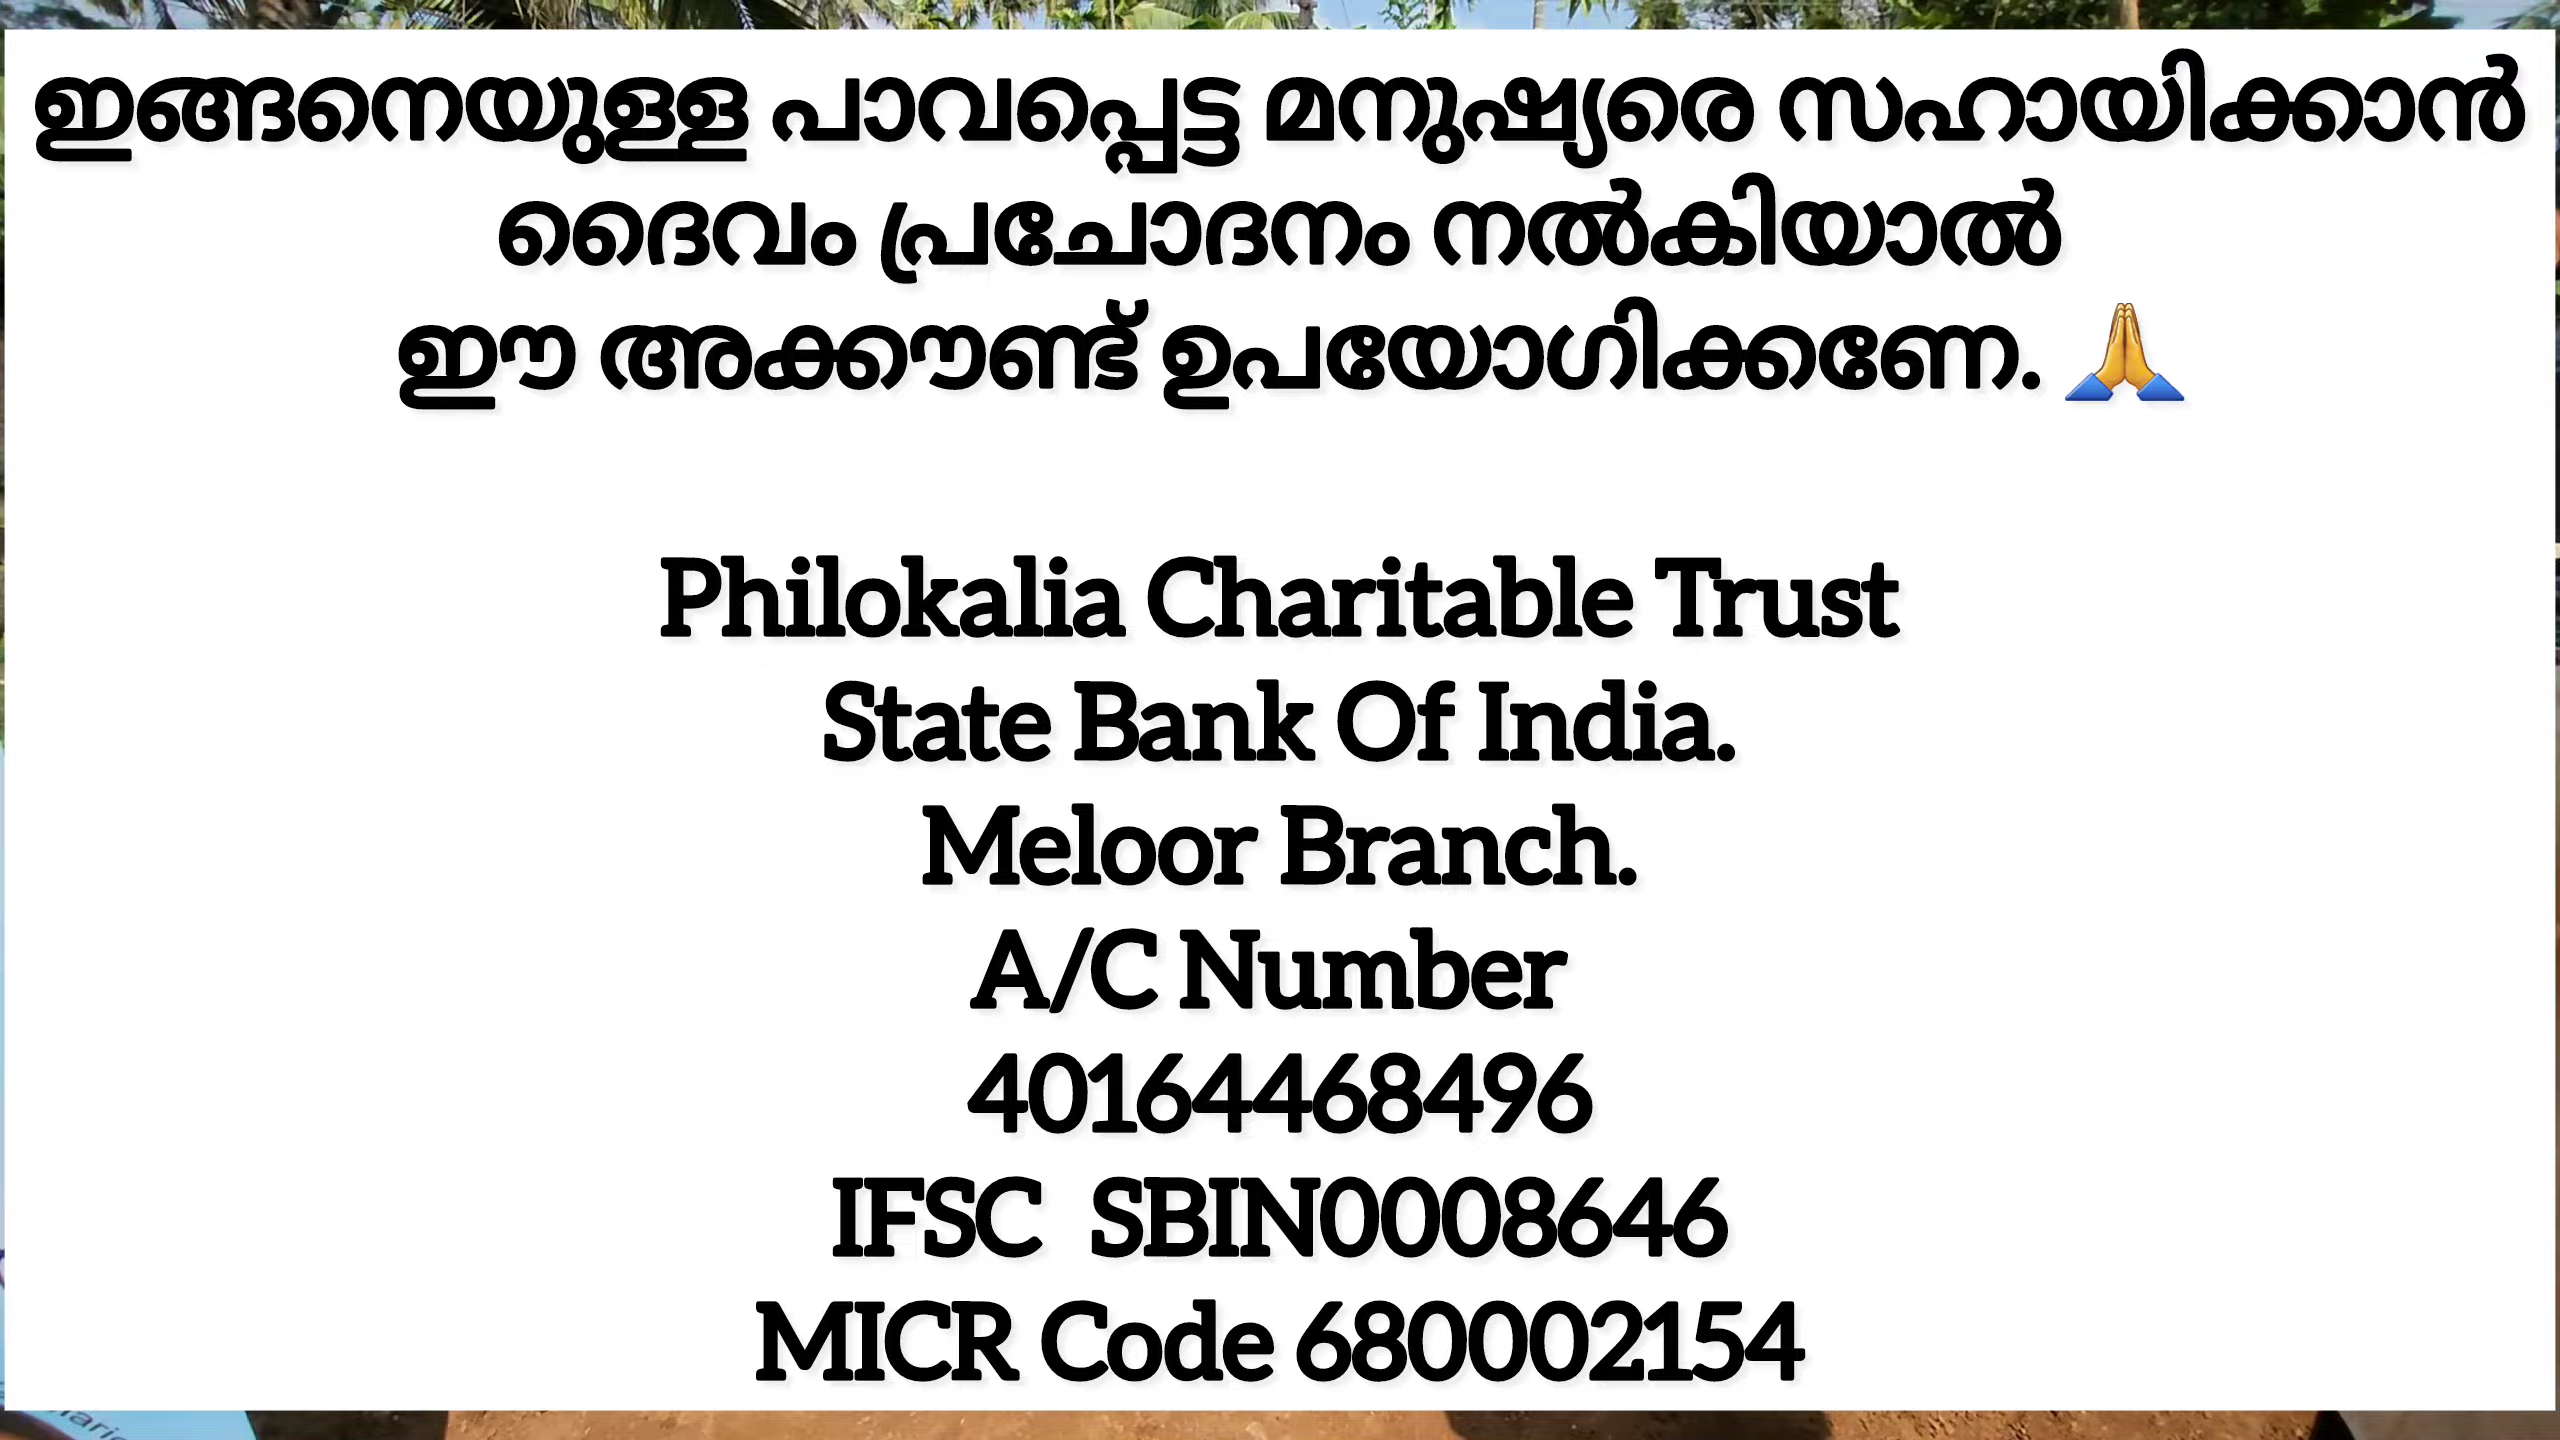 ഇങ്ങനെയുള്ള പാവപ്പെട്ട മനുഷ്യരെ സഹായിക്കാൻ
ദൈവം പ്രചോദനം നൽകിയാൽ
ഈ അക്കൗണ്ട് ഉപയോഗിക്കണേ. 🙏
Philokalia Charitable Trust
State Bank Of India.
Meloor Branch.
A/C Number
40164468496
IFSC  SBIN0008646
MICR Code 680002154